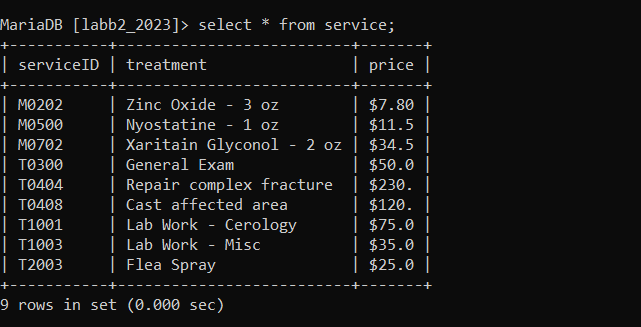 MariaDB [labb2_2023]> select * from service;
+-----------+--------------------------+-------+
| serviceID | treatment                | price |
+-----------+--------------------------+-------+
| M0202     | Zinc Oxide - 3 oz        | $7.80 |
| M0500     | Nyostatine - 1 oz        | $11.5 |
| M0702     | Xaritain Glyconol - 2 oz | $34.5 |
| T0300     | General Exam             | $50.0 |
| T0404     | Repair complex fracture  | $230. |
| T0408     | Cast affected area       | $120. |
| T1001     | Lab Work - Cerology      | $75.0 |
| T1003     | Lab Work - Misc          | $35.0 |
| T2003     | Flea Spray               | $25.0 |
+-----------+--------------------------+-------+
9 rows in set (0.000 sec)